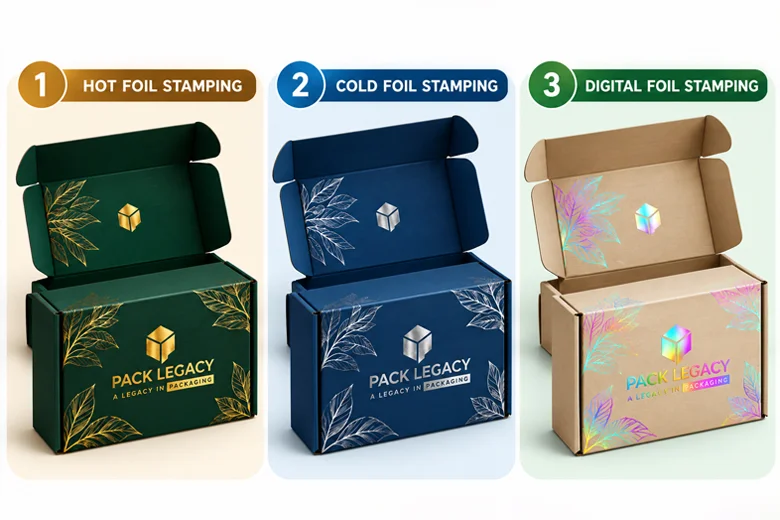 1 HOT FOIL STAMPING
2 COLD FOIL STAMPING
3 DIGITAL FOIL STAMPING
PACK LEGACY
A LEGACY IN PACKAGING
PACK LEGACY
A LEGACY IN PACKAGING
PACK LEGACY
A LEGACY IN PACKAGING